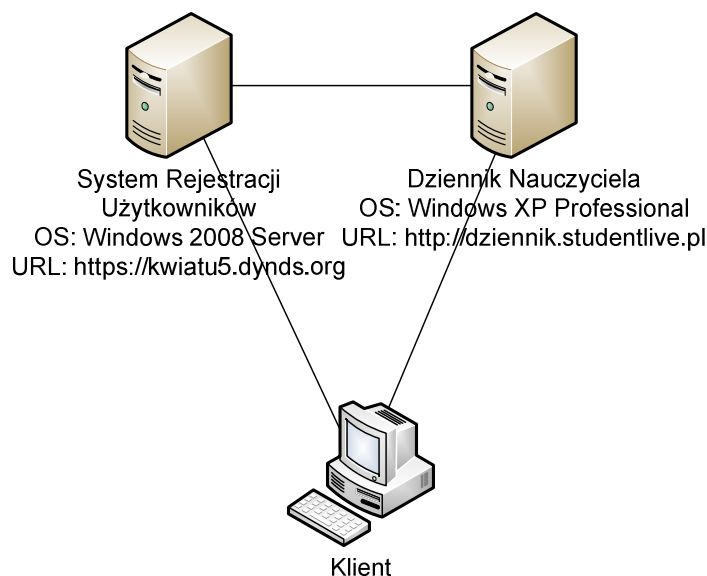 System Rejestracji
Użytkowników
OS: Windows 2008 Server
URL: https://kwiatu5.dynds.org
Dziennik Nauczyciela
OS: Windows XP Professional
URL: http://dziennik.studentlive.pl
Klient